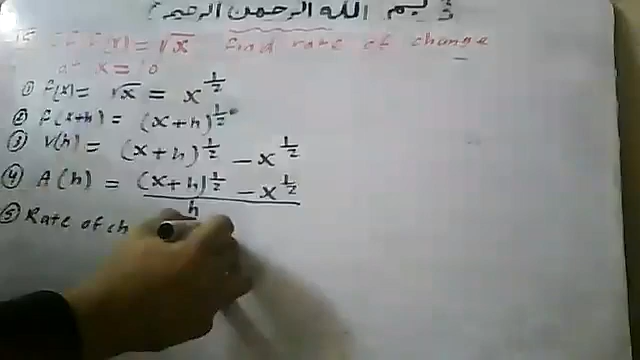 بسم الله الرحمن الرحيم
If f(x) = √x find rate of change
at x = 10
① f(x) = √x = x^(1/2)
② f(x+h) = (x+h)^(1/2)
③ V(h) = (x+h)^(1/2) - x^(1/2)
④ A(h) = ((x+h)^(1/2) - x^(1/2)) / h
⑤ Rate of ch